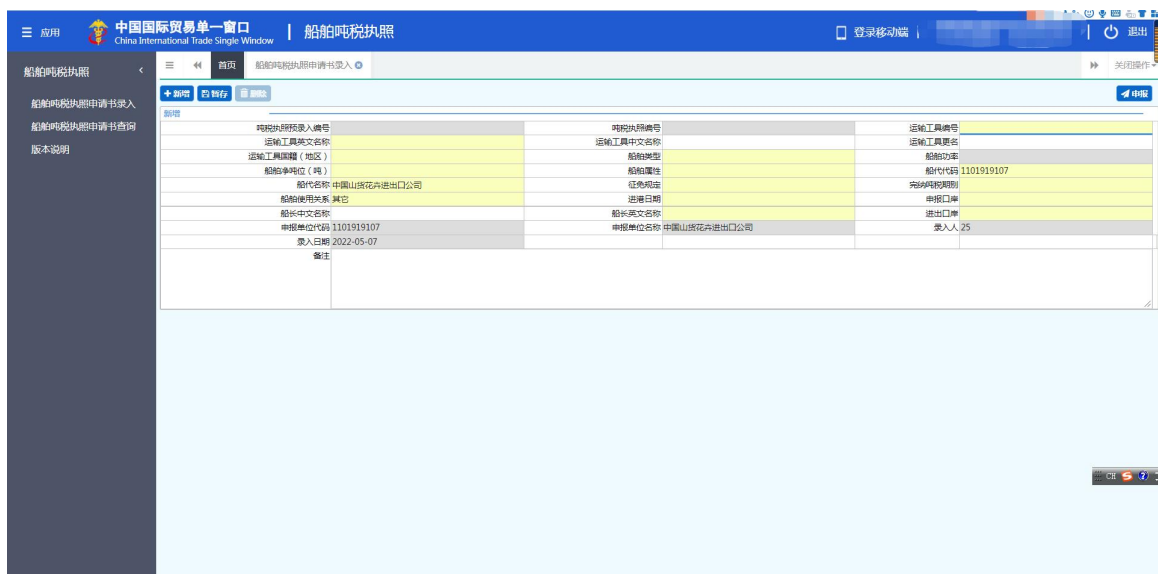 应用
中国国际贸易单一窗口
China International Trade Single Window
船舶吨税执照
登录移动端
退出
船舶吨税执照
首页 船舶吨税执照申请书录入
关闭操作
船舶吨税执照申请书录入
船舶吨税执照申请书查询
版本说明
新增 暂存 删除 申报
新增
吨税执照预录入编号 吨税执照编号 运输工具编号
运输工具英文名称 运输工具中文名称 运输工具更名
运输工具国籍(地区) 船舶类型 船舶功率
船舶净吨位(吨) 船舶属性 船代代码 1101919107
船代名称 中国山货花卉进出口公司 征免规定 完纳吨税期别
船舶使用关系 其它 进港日期 申报口岸
船长中文名称 船长英文名称 进出口岸
申报单位代码 1101919107 申报单位名称 中国山货花卉进出口公司 录入人 25
录入日期 2022-05-07
备注
CH